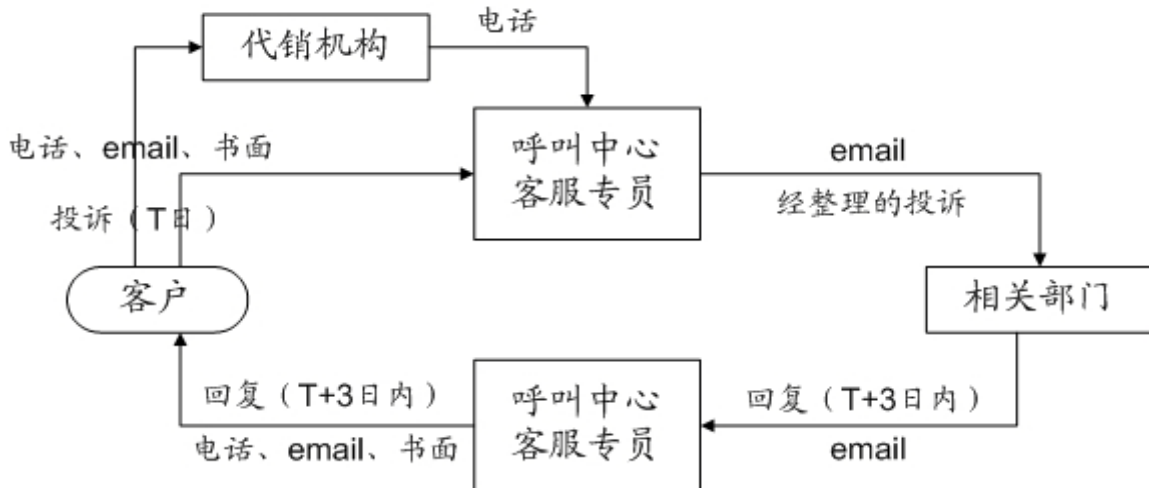 电话
代销机构
电话、email、书面
呼叫中心
客服专员
email
经整理的投诉
投诉（T日）
客户
相关部门
回复（T+3日内）
电话、email、书面
呼叫中心
客服专员
回复（T+3日内）
email